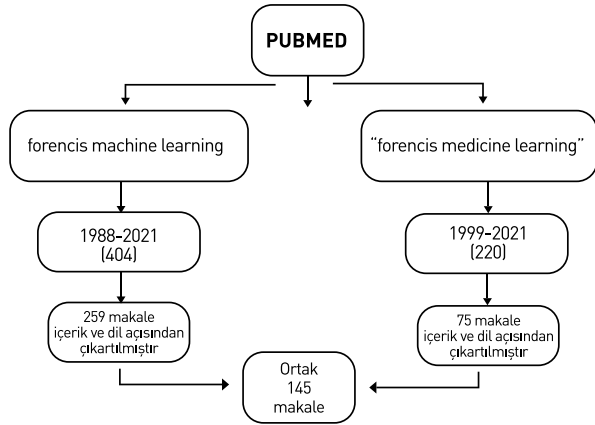 PUBMED
forencis machine learning
“forencis medicine learning”
1988-2021
(404)
1999-2021
(220)
259 makale
içerik ve dil açısından
çıkartılmıştır
75 makale
içerik ve dil açısından
çıkartılmıştır
Ortak
145
makale